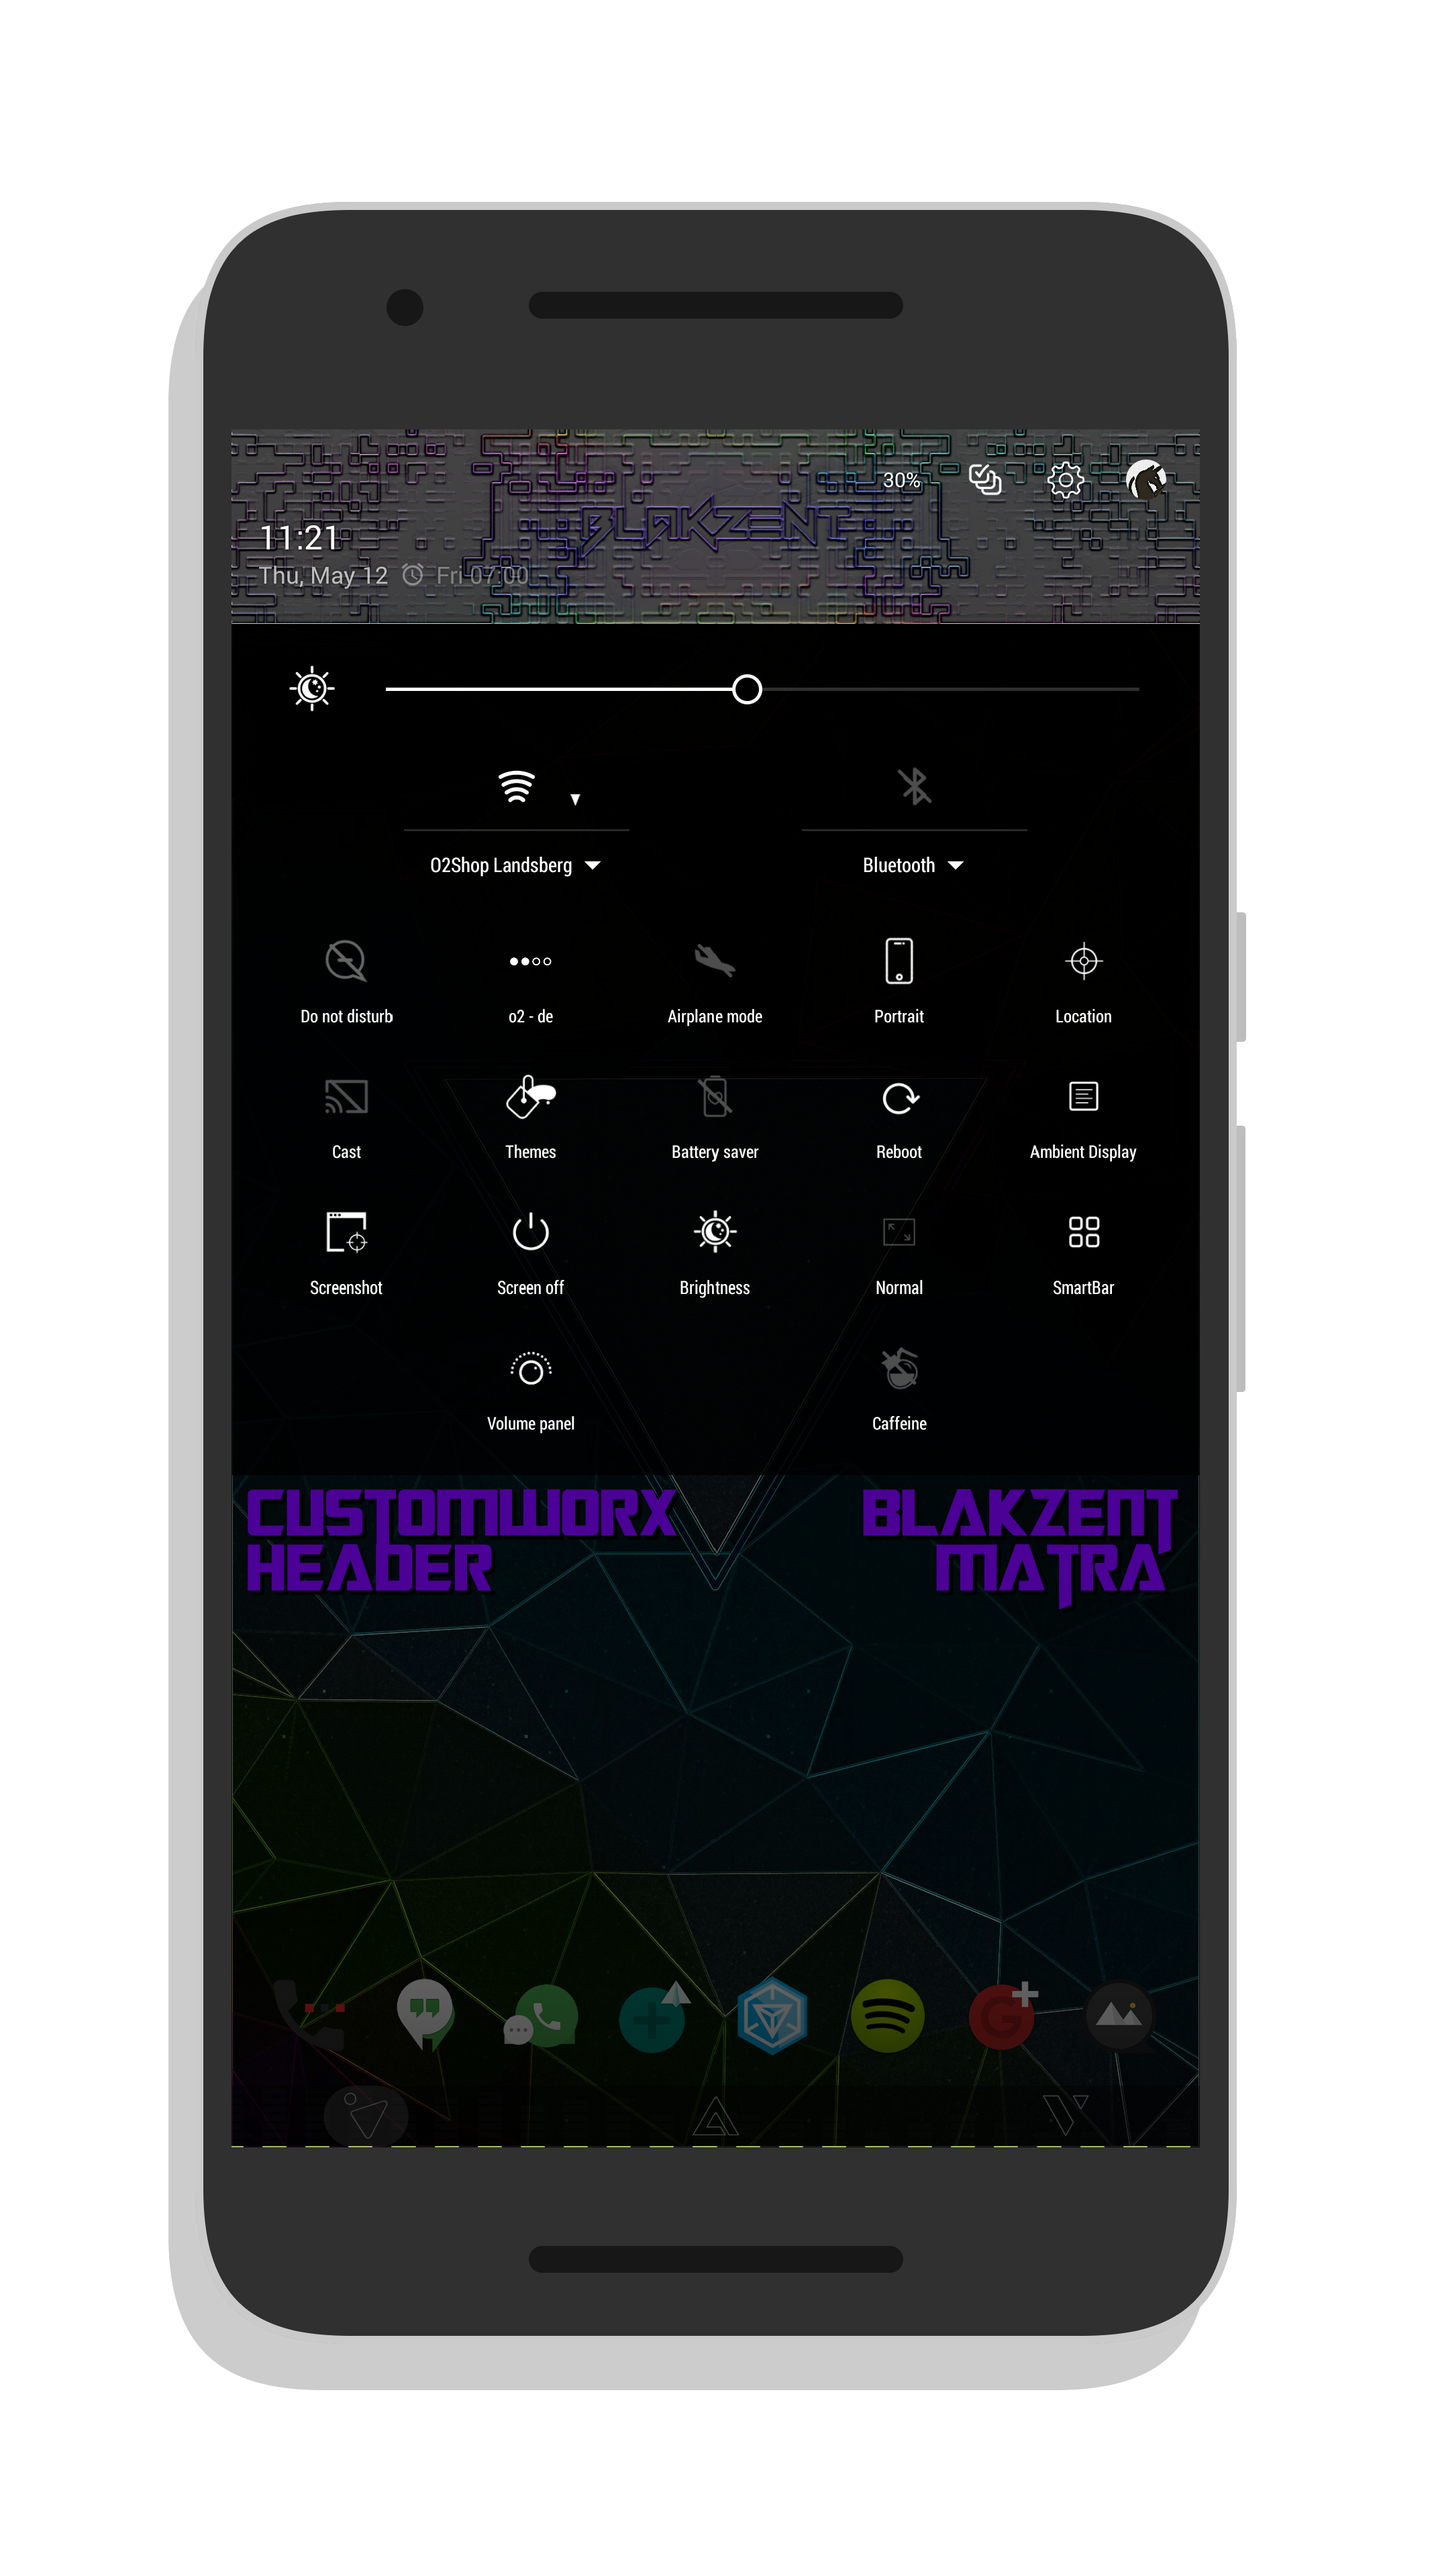 30%
BLAKZENT
11:21
Thu, May 12 Fri 07:00
O2Shop Landsberg
Bluetooth
Do not disturb
o2 - de
Airplane mode
Portrait
Location
Cast
Themes
Battery saver
Reboot
Ambient Display
Screenshot
Screen off
Brightness
Normal
SmartBar
Volume panel
Caffeine
CUSTOMWORX
HEADER
BLAKZENT
MATRA